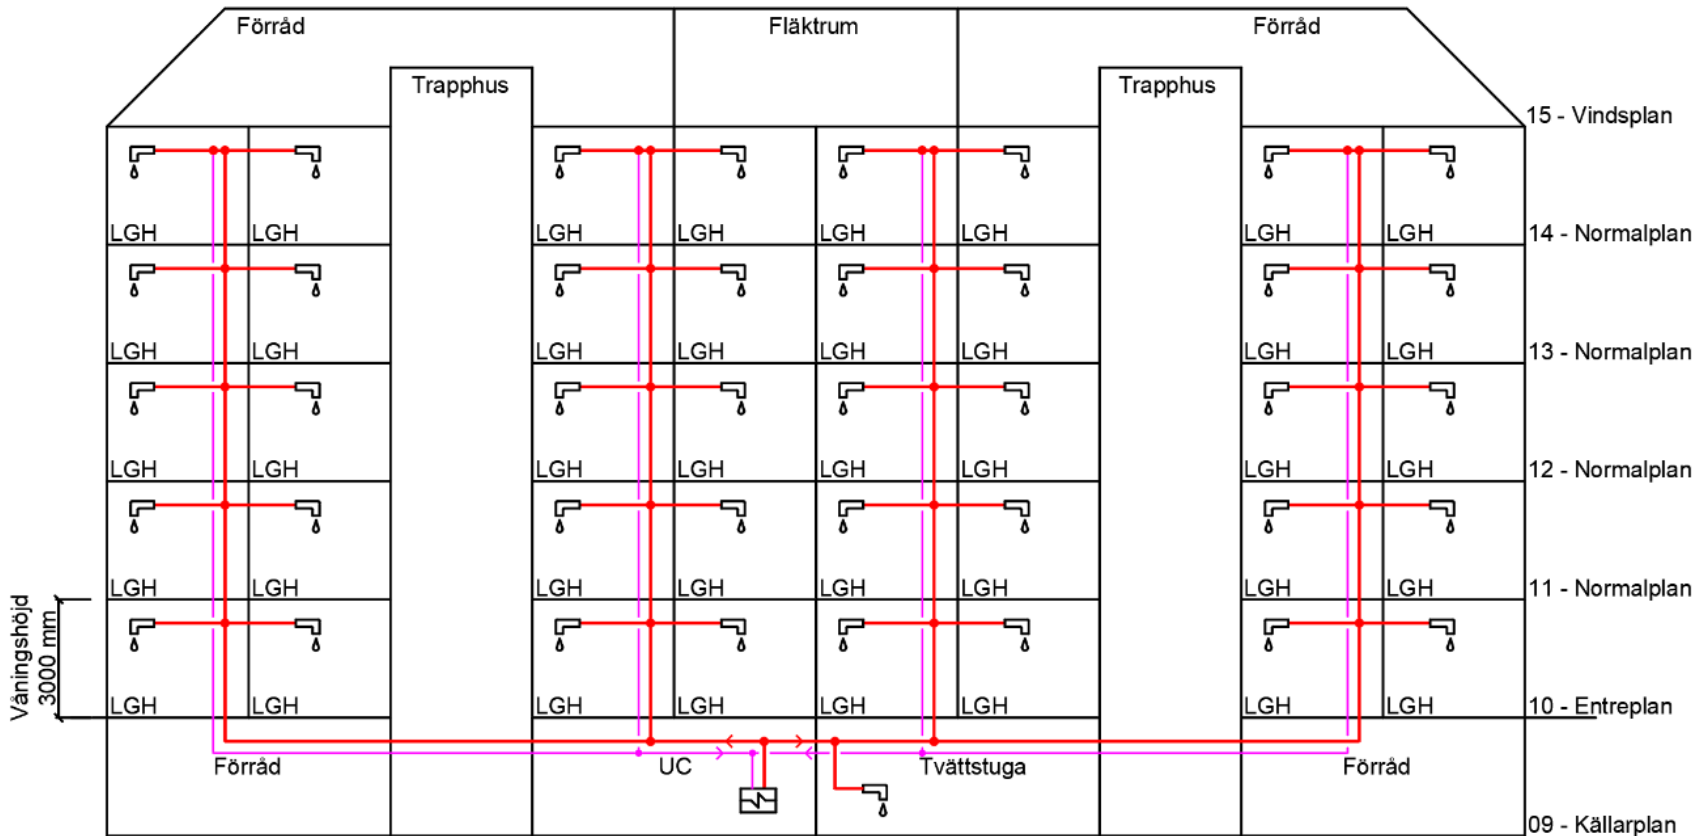 Förråd Fläktrum Förråd
Trapphus Trapphus
15 - Vindsplan
LGH LGH LGH LGH LGH LGH LGH LGH 14 - Normalplan
LGH LGH LGH LGH LGH LGH LGH LGH 13 - Normalplan
LGH LGH LGH LGH LGH LGH LGH LGH 12 - Normalplan
LGH LGH LGH LGH LGH LGH LGH LGH 11 - Normalplan
Våningshöjd
3000 mm
LGH LGH LGH LGH LGH LGH LGH LGH 10 - Entreplan
Förråd UC Tvättstuga Förråd
09 - Källarplan